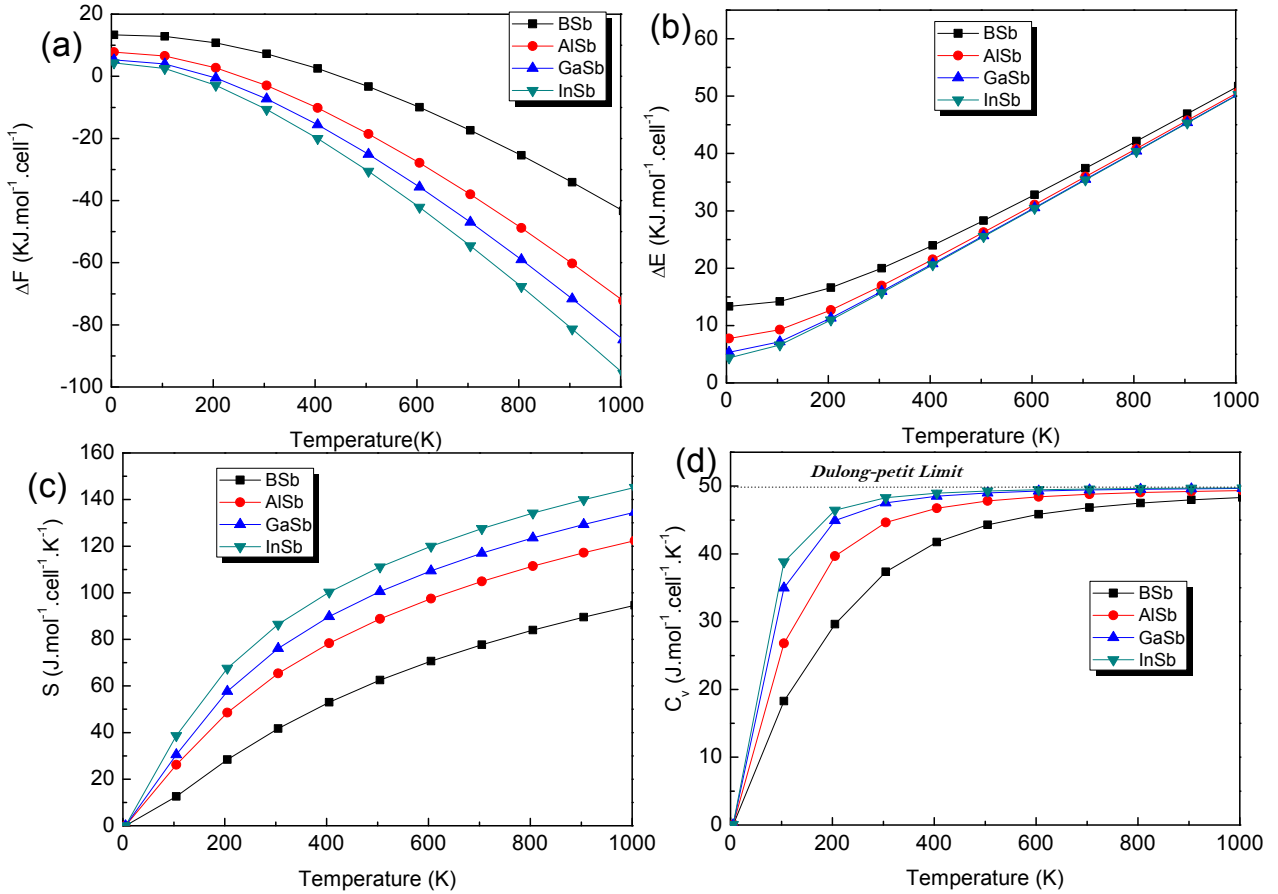 (a)
BSb
AlSb
GaSb
InSb
20
10
0
-20
-40
-60
-80
-100
ΔF (KJ.mol⁻¹.cell⁻¹)
0 200 400 600 800 1000
Temperature(K)
(b)
BSb
AlSb
GaSb
InSb
60
50
40
30
20
10
0
ΔE (KJ.mol⁻¹.cell⁻¹)
0 200 400 600 800 1000
Temperature (K)
(c)
BSb
AlSb
GaSb
InSb
160
140
120
100
80
60
40
20
0
S (J.mol⁻¹.cell⁻¹.K⁻¹)
0 200 400 600 800 1000
Temperature (K)
(d)
Dulong-petit Limit
BSb
AlSb
GaSb
InSb
50
40
30
20
10
0
Cᵥ (J.mol⁻¹.cell⁻¹.K⁻¹)
0 200 400 600 800 1000
Temperature (K)